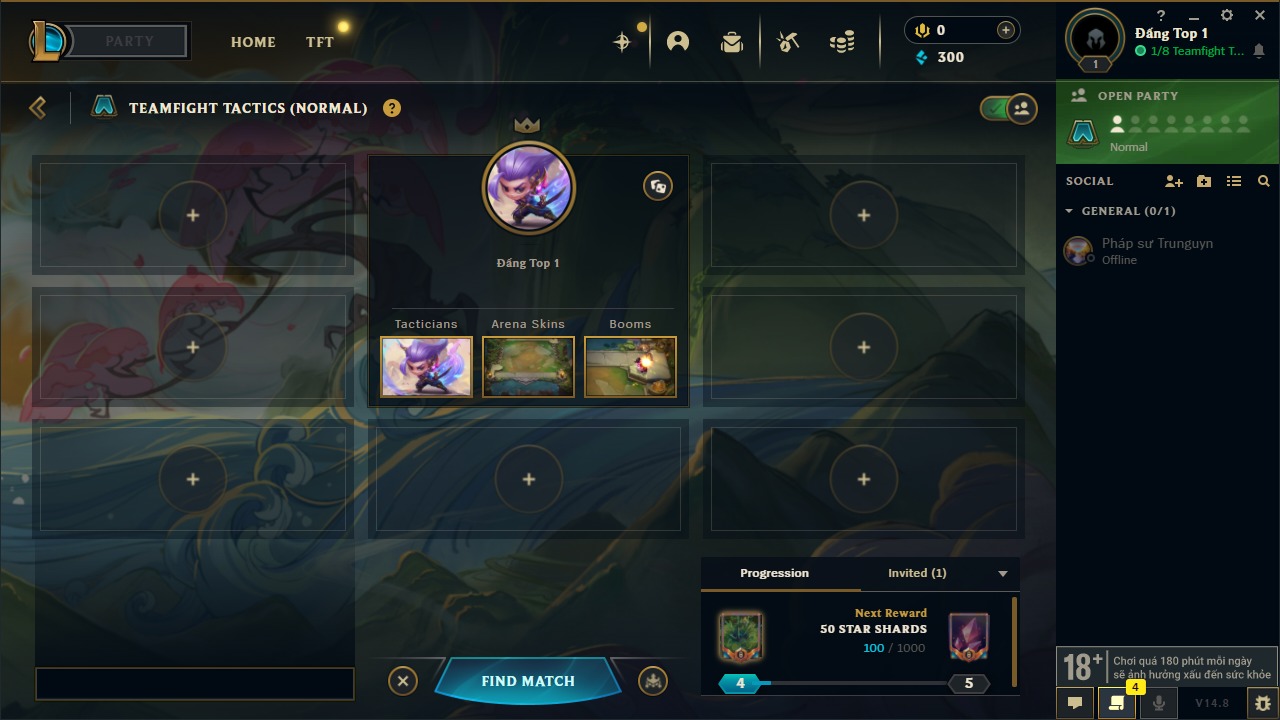 PARTY
HOME
TFT
0
300
?
Đấng Top 1
1/8 Teamfight T...
1
TEAMFIGHT TACTICS (NORMAL)
?
OPEN PARTY
Normal
SOCIAL
GENERAL (0/1)
Pháp sư Trunguyn
Offline
Đấng Top 1
Tacticians
Arena Skins
Booms
Progression
Invited (1)
Next Reward
50 STAR SHARDS
100 / 1000
4
5
FIND MATCH
18+
Chơi quá 180 phút mỗi ngày
sẽ ảnh hưởng xấu đến sức khỏe
4
V14.8